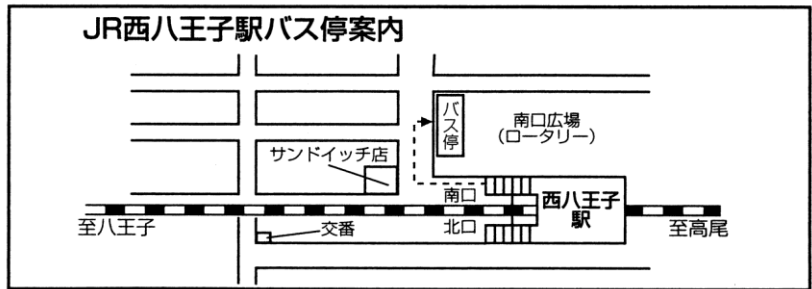 JR西八王子駅バス停案内
バス停
南口広場
(ロータリー)
サンドイッチ店
南口
西八王子
駅
至八王子
交番
北口
至高尾